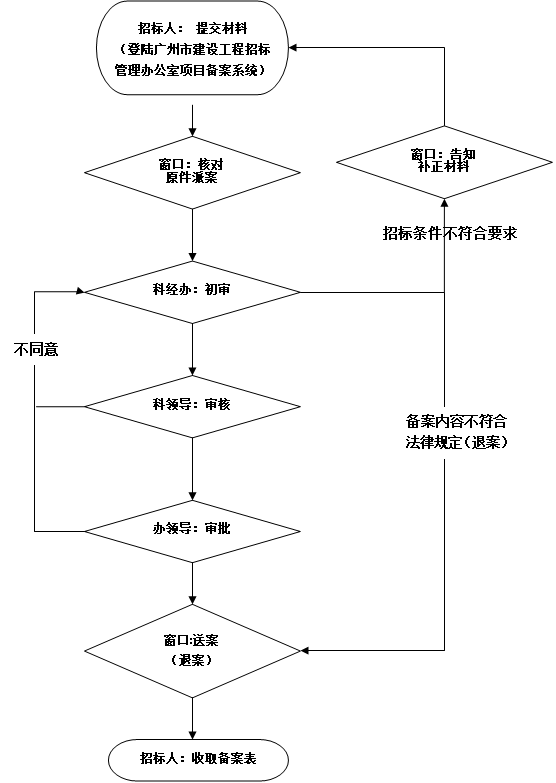 招标人： 提交材料
（登陆广州市建设工程招标
管理办公室项目备案系统）
窗口：核对
原件派案
窗口：告知
补正材料
招标条件不符合要求
科经办：初审
不同意
科领导：审核
备案内容不符合
法律规定（退案）
办领导：审批
窗口:送案
（退案）
招标人：收取备案表